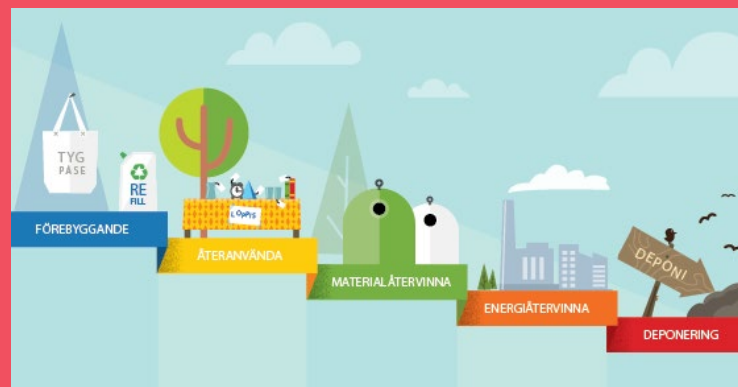 TYG
PÅSE
RE
FILL
FÖREBYGGANDE
LOPPIS
ÅTERANVÄNDA
MATERIALÅTERVINNA
ENERGIÅTERVINNA
DEPONI
DEPONERING